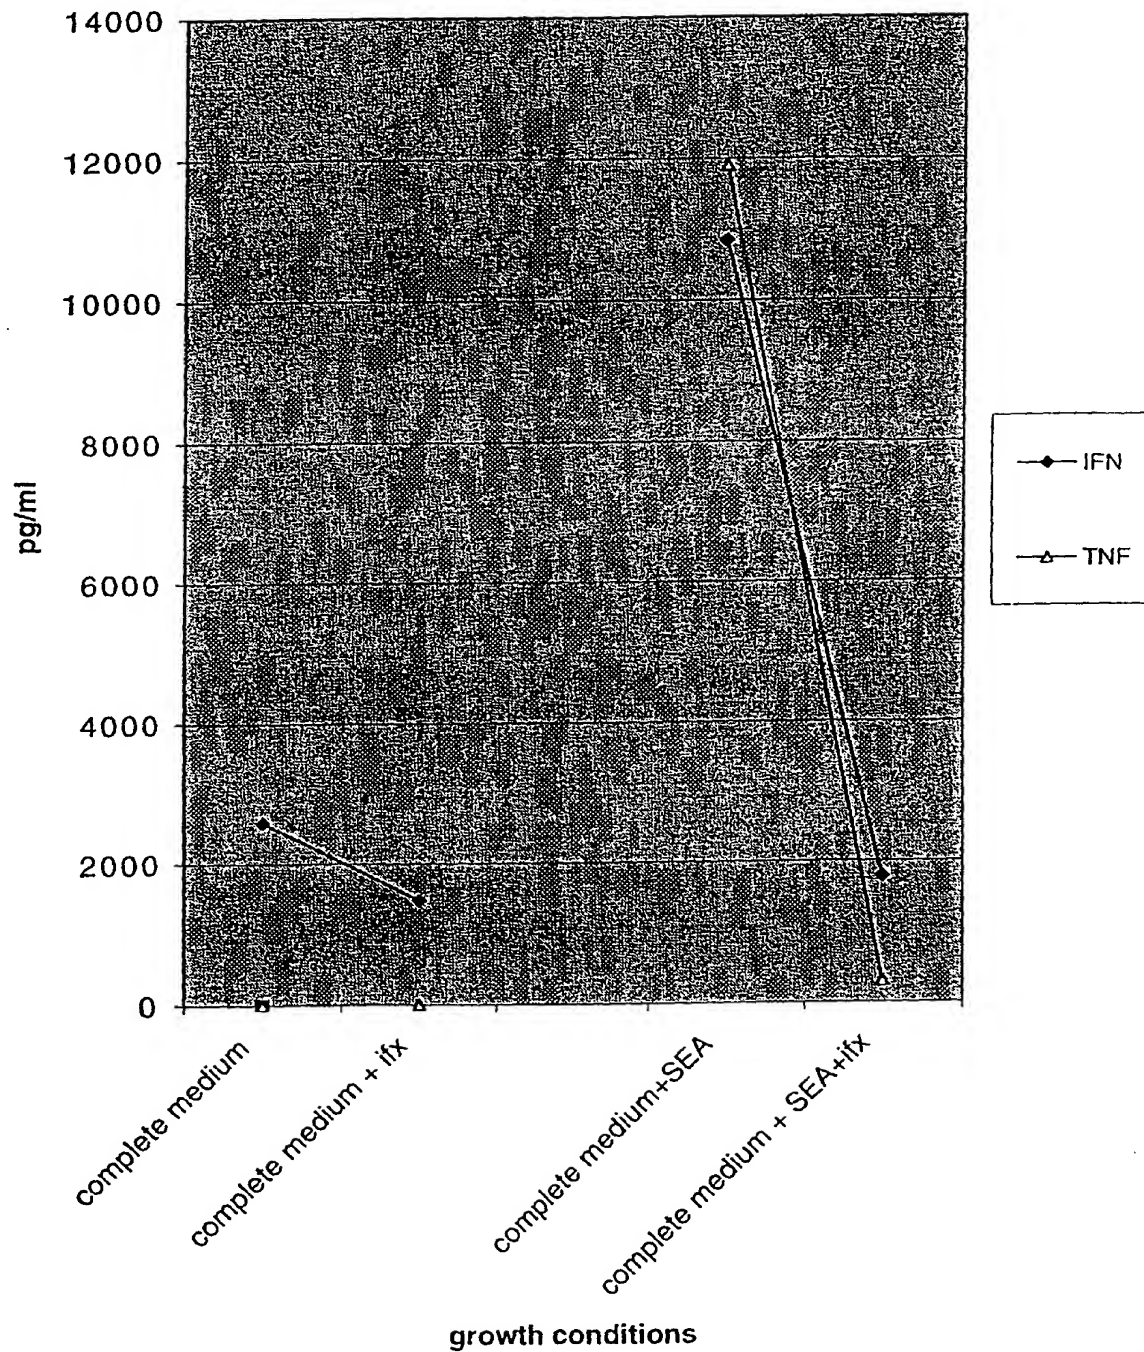 14000
12000
10000
8000
6000
4000
2000
0
pg/ml
IFN
TNF
complete medium
complete medium + ifx
complete medium+SEA
complete medium + SEA+ifx
growth conditions